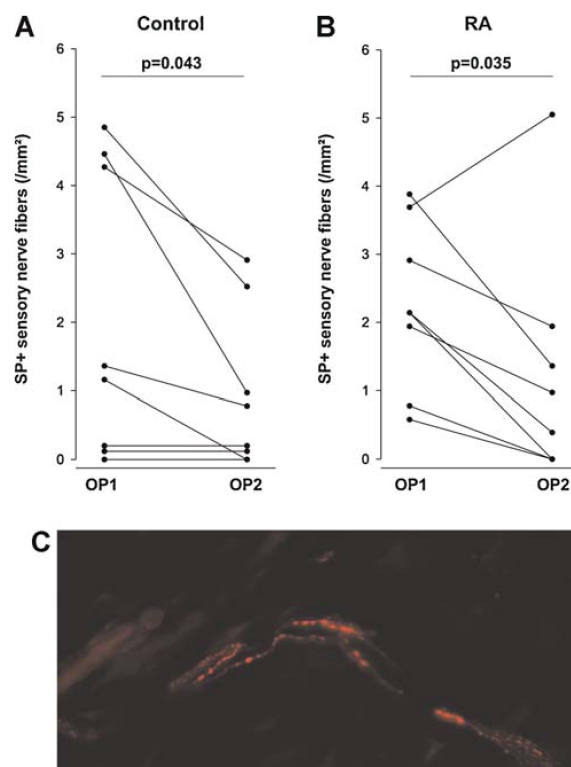 A
Control
p=0.043
SP+ sensory nerve fibers (/mm²)
6
5
4
3
2
1
0
OP1
OP2
B
RA
p=0.035
SP+ sensory nerve fibers (/mm²)
6
5
4
3
2
1
0
OP1
OP2
C